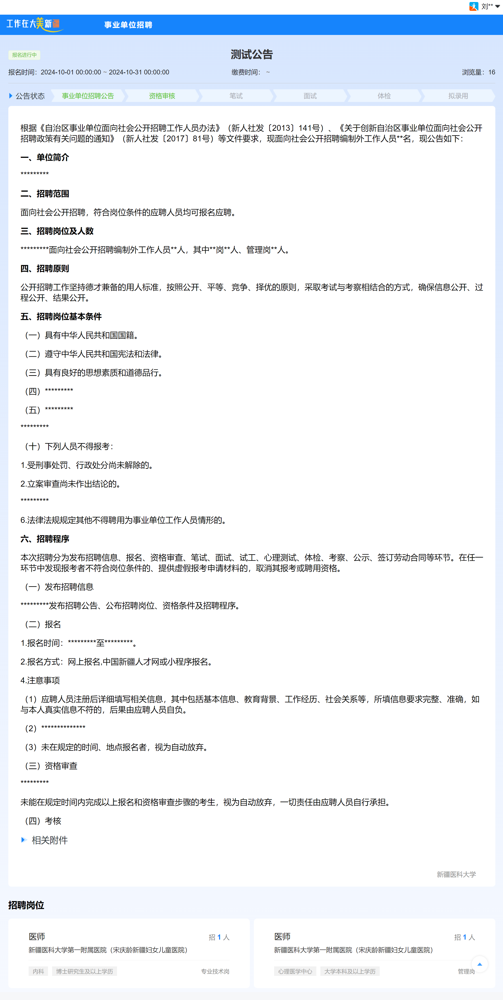 刘**
工作在大美新疆
事业单位招聘
报名进行中
测试公告
报名时间：2024-10-01 00:00:00 ~ 2024-10-31 00:00:00
缴费时间： ~
浏览量：16
公告状态
事业单位招聘公告
资格审核
笔试
面试
体检
拟录用
根据《自治区事业单位面向社会公开招聘工作人员办法》（新人社发〔2013〕141号）、《关于创新自治区事业单位面向社会公开
招聘政策有关问题的通知》（新人社发〔2017〕81号）等文件要求，现面向社会公开招聘编制外工作人员**名，现公告如下：
一、单位简介
*********
二、招聘范围
面向社会公开招聘，符合岗位条件的应聘人员均可报名应聘。
三、招聘岗位及人数
*********面向社会公开招聘编制外工作人员**人，其中**岗**人、管理岗**人。
四、招聘原则
公开招聘工作坚持德才兼备的用人标准，按照公开、平等、竞争、择优的原则，采取考试与考察相结合的方式，确保信息公开、过
程公开、结果公开。
五、招聘岗位基本条件
（一）具有中华人民共和国国籍。
（二）遵守中华人民共和国宪法和法律。
（三）具有良好的思想素质和道德品行。
（四）*********
（五）*********
*********
（十）下列人员不得报考：
1.受刑事处罚、行政处分尚未解除的。
2.立案审查尚未作出结论的。
*********
6.法律法规规定其他不得聘用为事业单位工作人员情形的。
六、招聘程序
本次招聘分为发布招聘信息、报名、资格审查、笔试、面试、试工、心理测试、体检、考察、公示、签订劳动合同等环节。在任一
环节中发现报考者不符合岗位条件的、提供虚假报考申请材料的，取消其报考或聘用资格。
（一）发布招聘信息
*********发布招聘公告、公布招聘岗位、资格条件及招聘程序。
（二）报名
1.报名时间：*********至*********。
2.报名方式：网上报名,中国新疆人才网或小程序报名。
4.注意事项
（1）应聘人员注册后详细填写相关信息，其中包括基本信息、教育背景、工作经历、社会关系等，所填信息要求完整、准确，如
与本人真实信息不符的，后果由应聘人员自负。
（2）**************
（3）未在规定的时间、地点报名者，视为自动放弃。
（三）资格审查
*********
未能在规定时间内完成以上报名和资格审查步骤的考生，视为自动放弃，一切责任由应聘人员自行承担。
（四）考核
相关附件
新疆医科大学
招聘岗位
医师
招 1 人
新疆医科大学第一附属医院（宋庆龄新疆妇女儿童医院）
内科
博士研究生及以上学历
专业技术岗
医师
招 1 人
新疆医科大学第一附属医院（宋庆龄新疆妇女儿童医院）
心理医学中心
大学本科及以上学历
管理岗